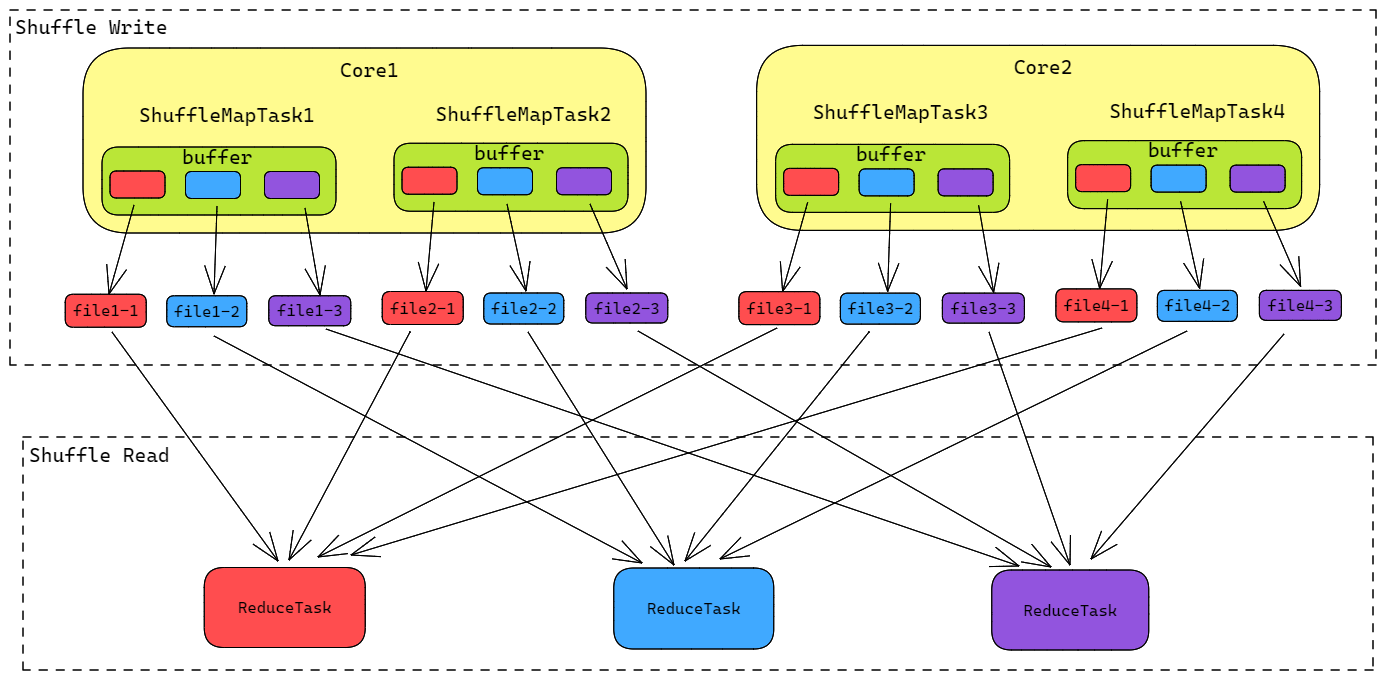 Shuffle Write
Core1
Core2
ShuffleMapTask1
ShuffleMapTask2
ShuffleMapTask3
ShuffleMapTask4
buffer
buffer
buffer
buffer
file1-1
file1-2
file1-3
file2-1
file2-2
file2-3
file3-1
file3-2
file3-3
file4-1
file4-2
file4-3
Shuffle Read
ReduceTask
ReduceTask
ReduceTask